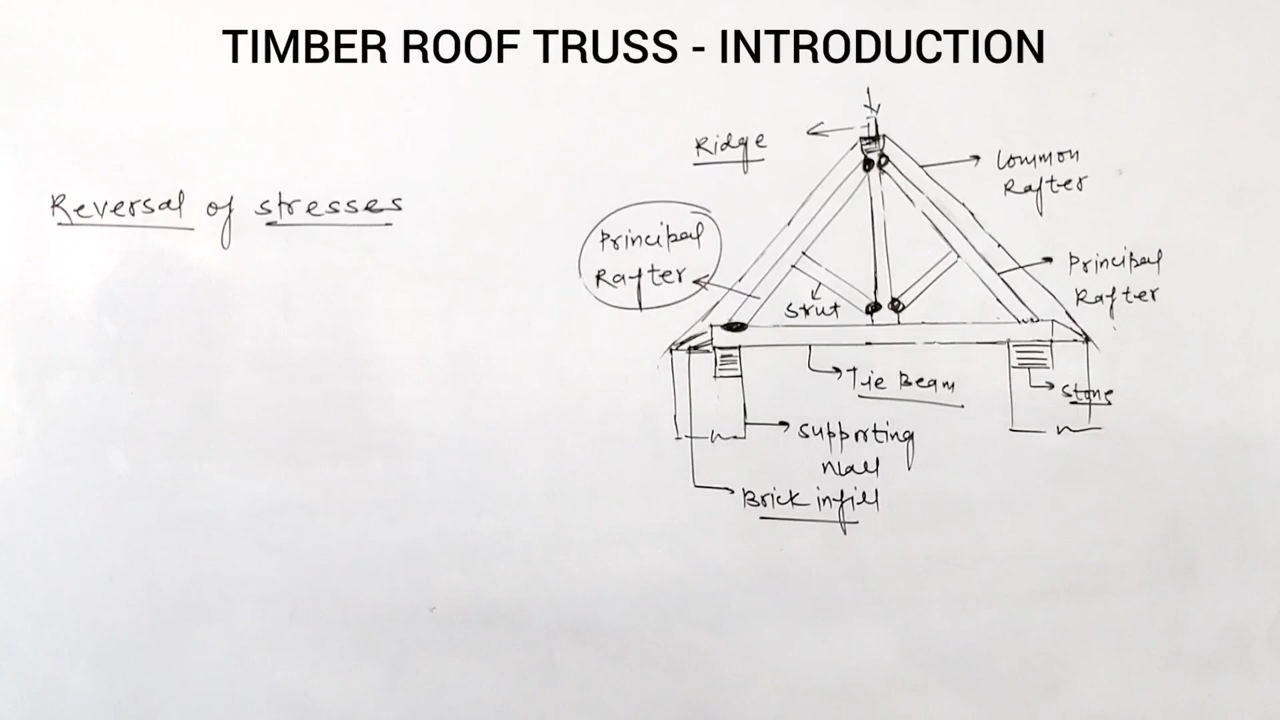 TIMBER ROOF TRUSS - INTRODUCTION
Reversal of stresses
Ridge
Common
Rafter
Principal
Rafter
Principal
Rafter
strut
Tie Beam
Stone
Supporting
Wall
Brick infill